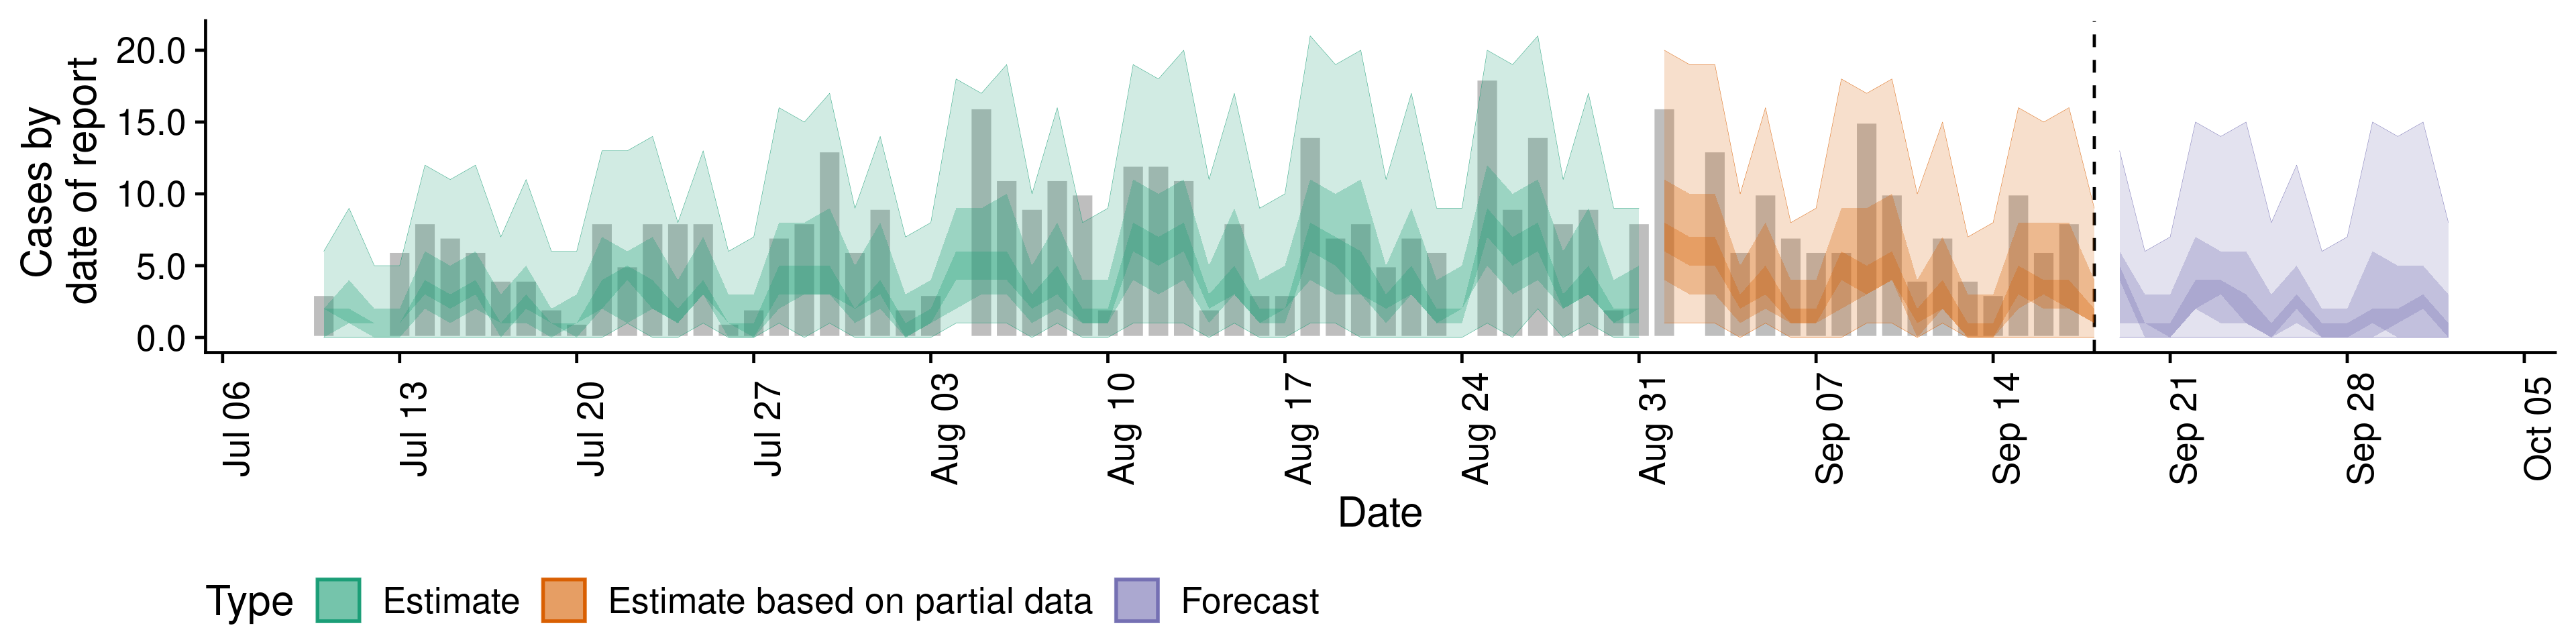 Cases by
date of report
20.0
15.0
10.0
5.0
0.0
Jul 06
Jul 13
Jul 20
Jul 27
Aug 03
Aug 10
Aug 17
Aug 24
Aug 31
Sep 07
Sep 14
Sep 21
Sep 28
Oct 05
Date
Type Estimate Estimate based on partial data Forecast